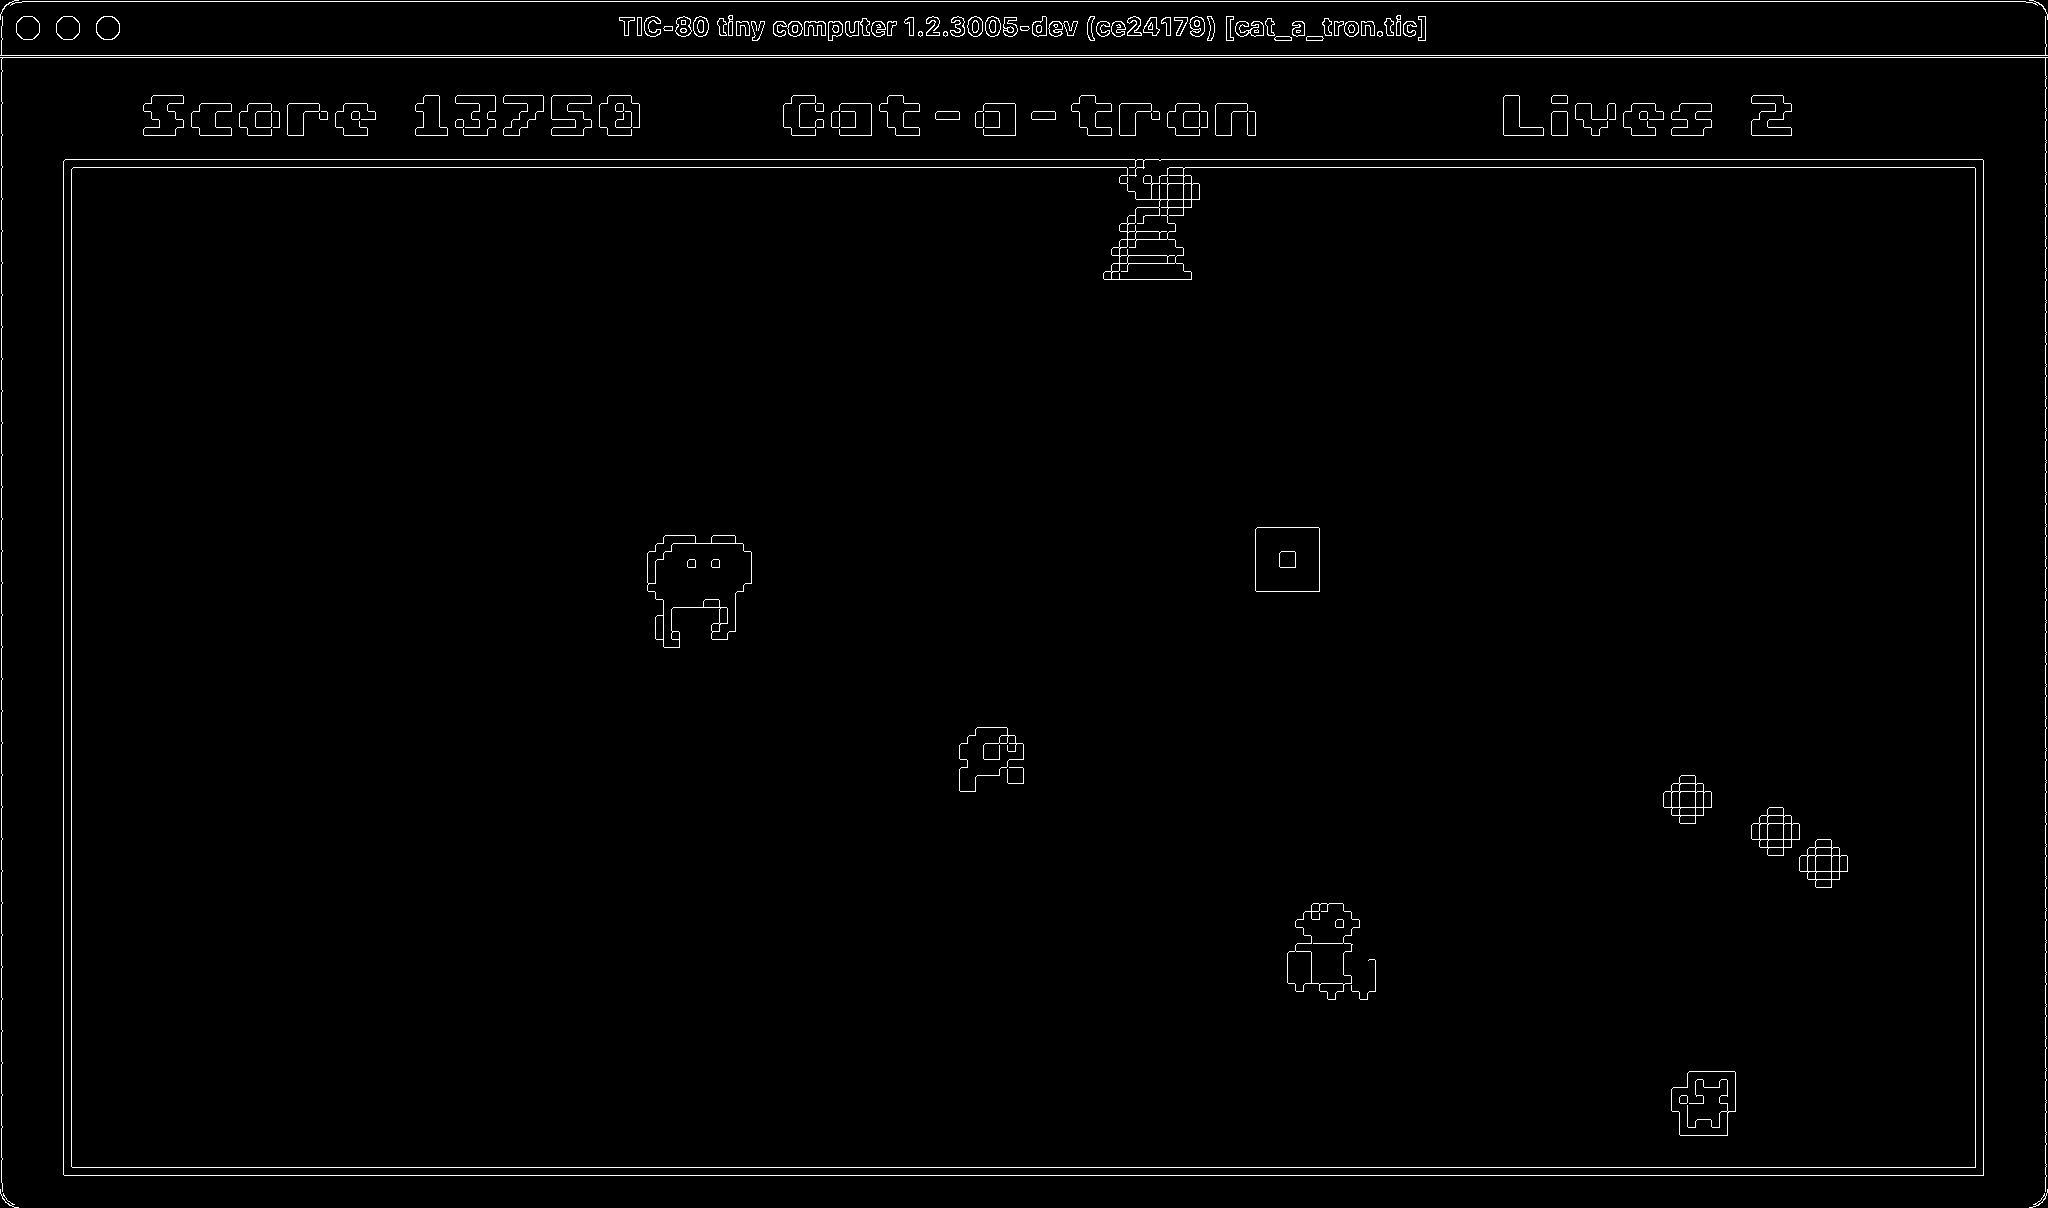 TIC-80 tiny computer 1.2.3005-dev (ce24179) [cat_a_tron.tic]
Score 13750 Cat-a-tron Lives 2